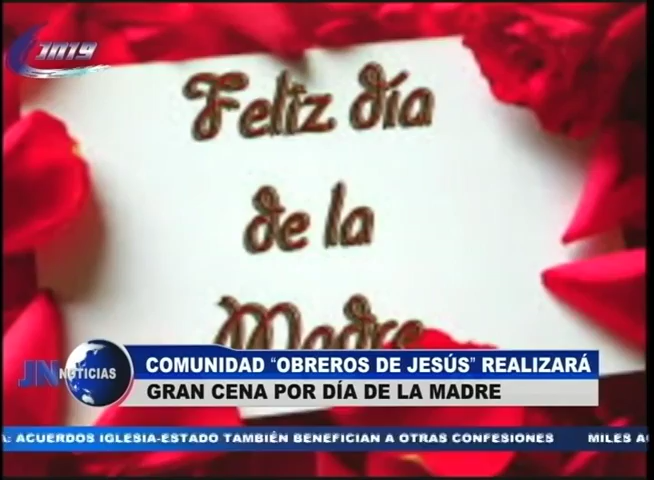 1019
Feliz día
de la
Madre
JN NOTICIAS
COMUNIDAD “OBREROS DE JESÚS” REALIZARÁ
GRAN CENA POR DÍA DE LA MADRE
: ACUERDOS IGLESIA-ESTADO TAMBIÉN BENEFICIAN A OTRAS CONFESIONES MILES